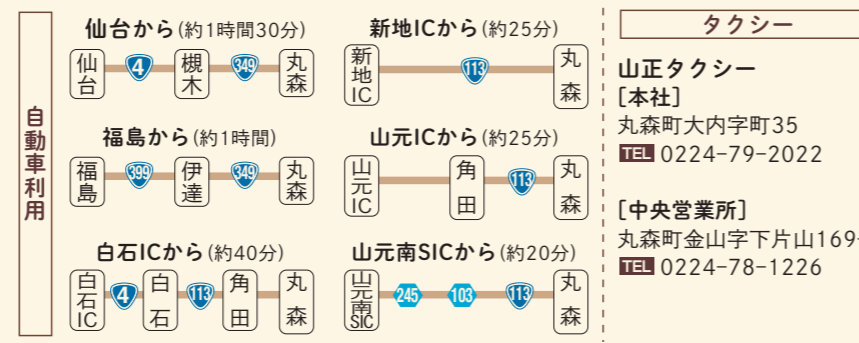 自動車利用
仙台から(約1時間30分)
仙台 4 槻木 349 丸森
福島から(約1時間)
福島 399 伊達 349 丸森
白石ICから(約40分)
白石IC 4 白石 113 角田 丸森
新地ICから(約25分)
新地IC 113 丸森
山元ICから(約25分)
山元IC 角田 113 丸森
山元南SICから(約20分)
山元南SIC 245 103 113 丸森
タクシー
山正タクシー
[本社]
丸森町大内字町35
TEL 0224-79-2022
[中央営業所]
丸森町金山字下片山169-
TEL 0224-78-1226